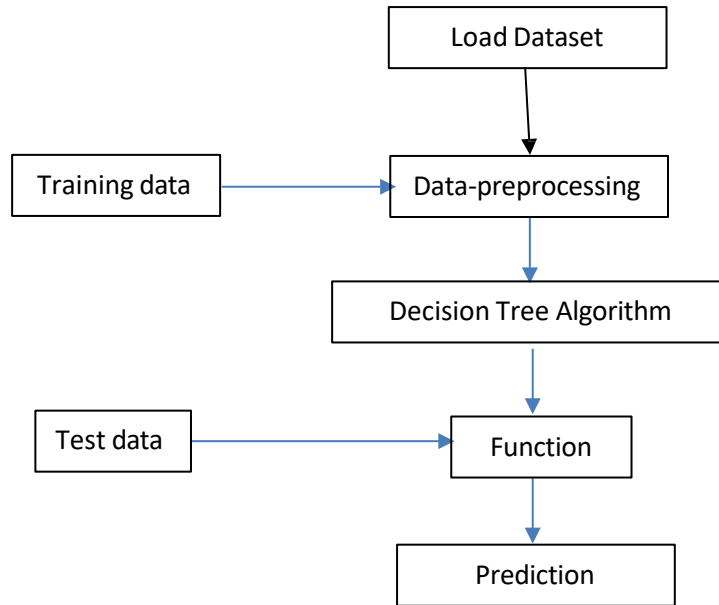 Load Dataset
Training data
Data-preprocessing
Decision Tree Algorithm
Test data
Function
Prediction